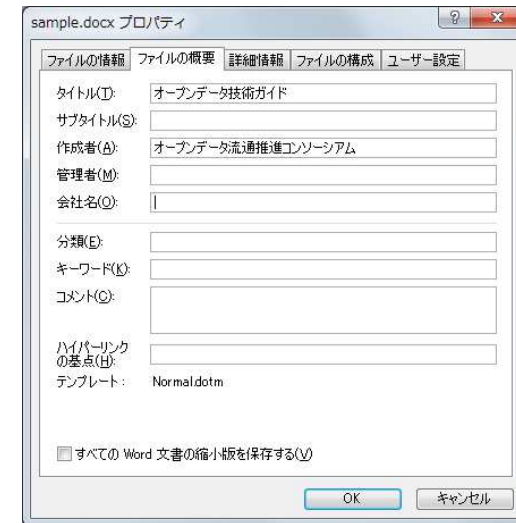 sample.docx プロパティ
ファイルの情報 ファイルの概要 詳細情報 ファイルの構成 ユーザー設定
タイトル(T): オープンデータ技術ガイド
サブタイトル(S):
作成者(A): オープンデータ流通推進コンソーシアム
管理者(M):
会社名(O):
分類(E):
キーワード(K):
コメント(C):
ハイパーリンク
の基点(H):
テンプレート: Normal.dotm
すべての Word 文書の縮小版を保存する(V)
OK キャンセル